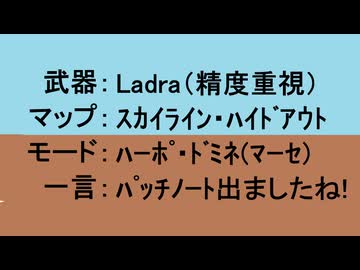 武器：Ladra（精度重視）
マップ：ｽｶｲﾗｲﾝ・ﾊｲﾄﾞｱｳﾄ
モード：ﾊｰﾎﾟ・ﾄﾞﾐﾈ(ﾏｰｾ)
一言：ﾊﾟｯﾁﾉｰﾄ出ましたね!